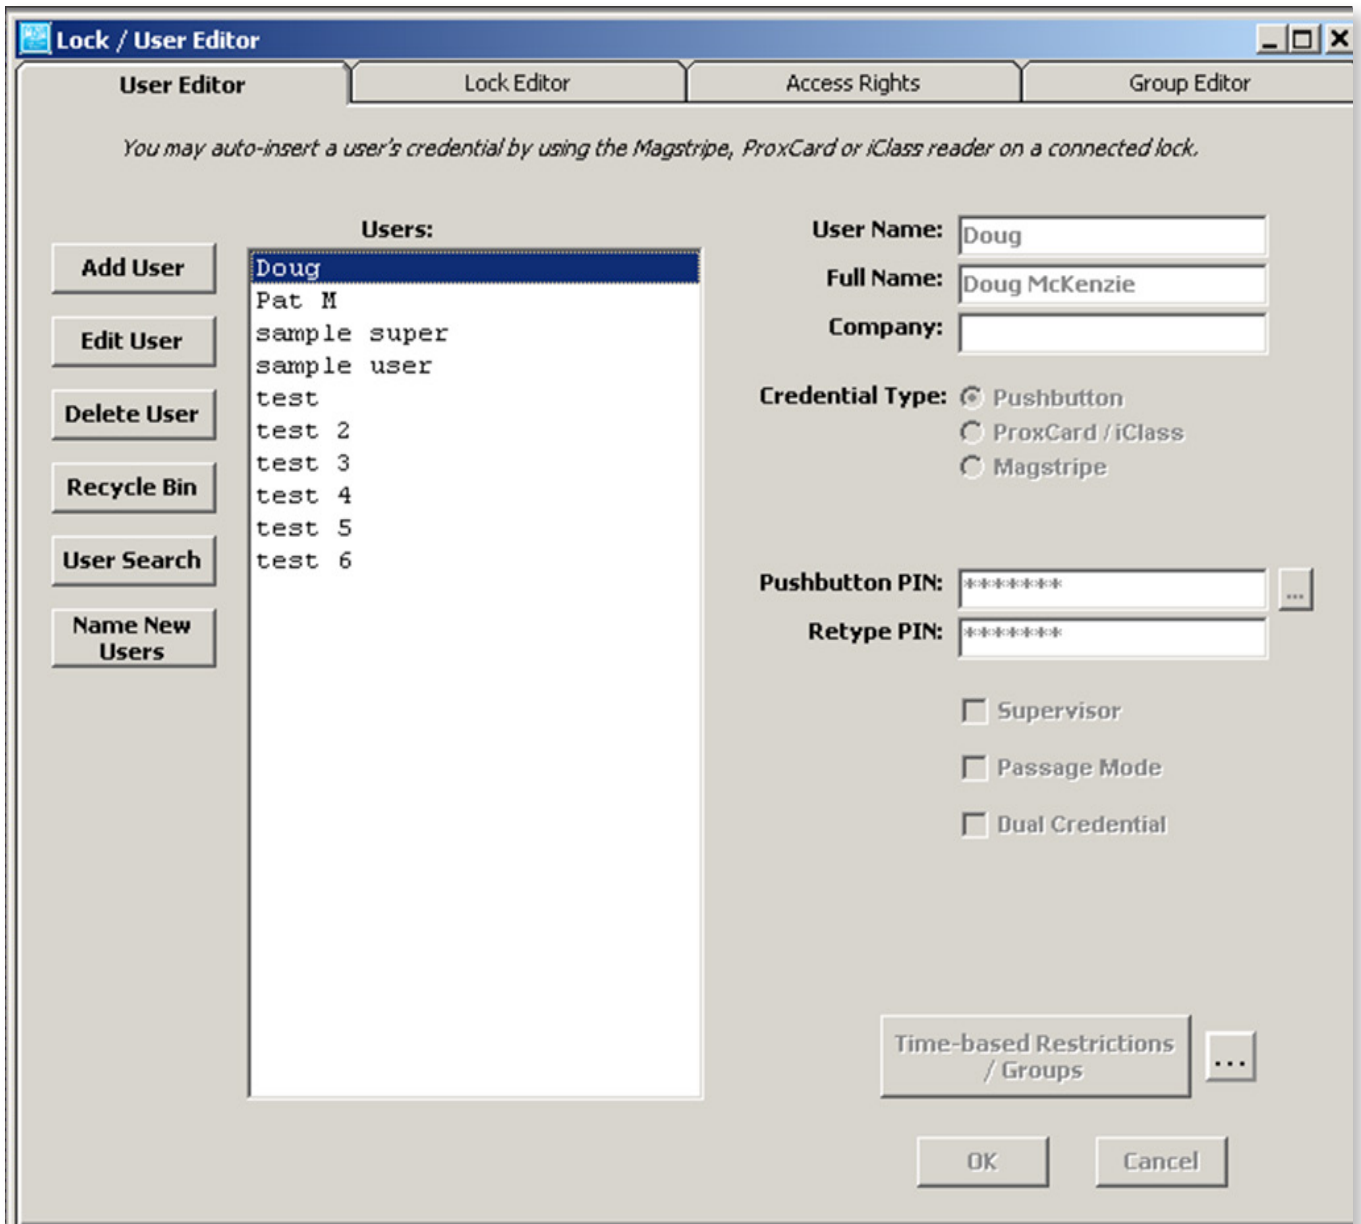 Lock / User Editor
User Editor
Lock Editor
Access Rights
Group Editor
You may auto-insert a user's credential by using the Magstripe, ProxCard or iClass reader on a connected lock.
Add User
Edit User
Delete User
Recycle Bin
User Search
Name New
Users
Users:
Doug
Pat M
sample super
sample user
test
test 2
test 3
test 4
test 5
test 6
User Name: Doug
Full Name: Doug McKenzie
Company:
Credential Type: Pushbutton
ProxCard / iClass
Magstripe
Pushbutton PIN: ******* ...
Retype PIN: *******
Supervisor
Passage Mode
Dual Credential
Time-based Restrictions
/ Groups
...
OK
Cancel